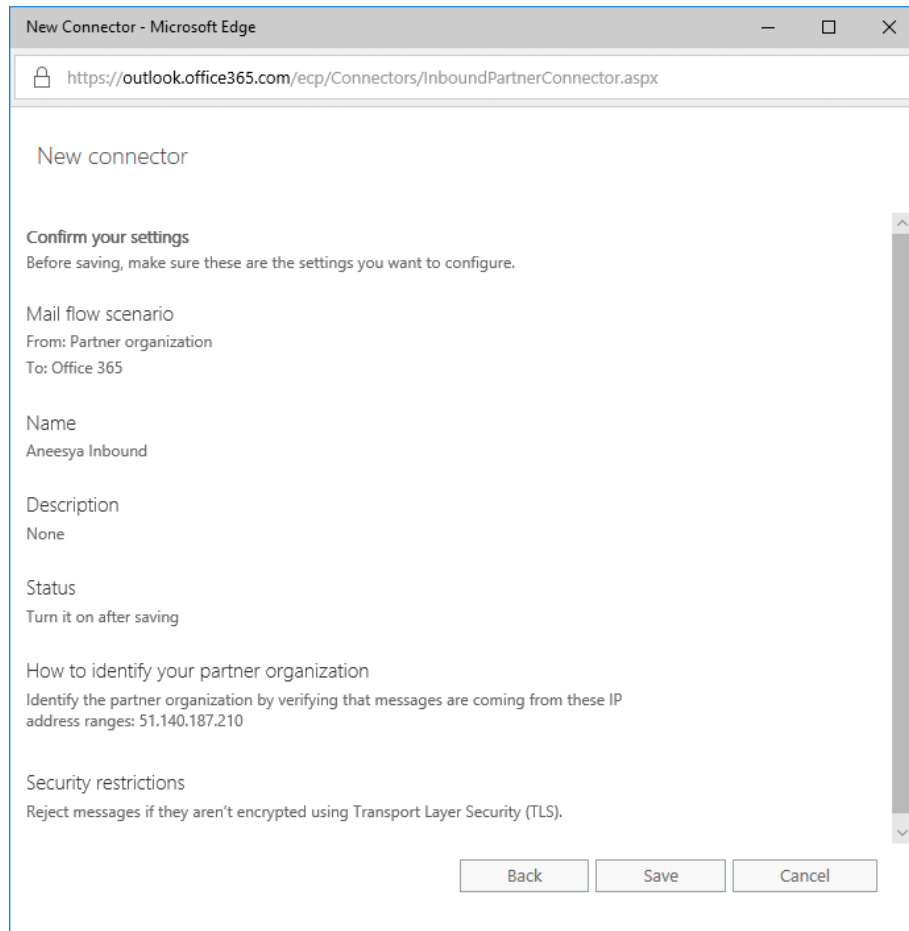 New Connector - Microsoft Edge
https://outlook.office365.com/ecp/Connectors/InboundPartnerConnector.aspx
New connector
Confirm your settings
Before saving, make sure these are the settings you want to configure.
Mail flow scenario
From: Partner organization
To: Office 365
Name
Aneesya Inbound
Description
None
Status
Turn it on after saving
How to identify your partner organization
Identify the partner organization by verifying that messages are coming from these IP
address ranges: 51.140.187.210
Security restrictions
Reject messages if they aren't encrypted using Transport Layer Security (TLS).
Back Save Cancel